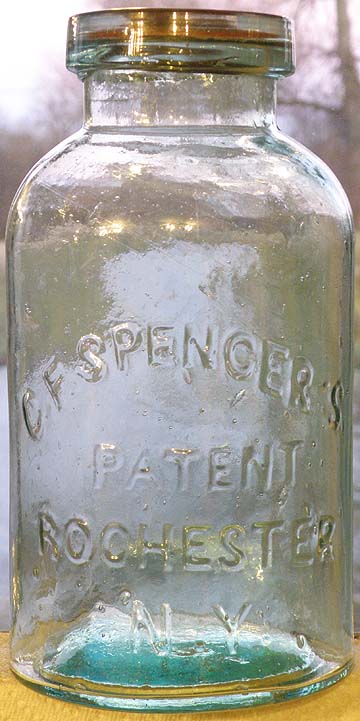 C.F.SPENCER'S
PATENT
ROCHESTER
N.Y.